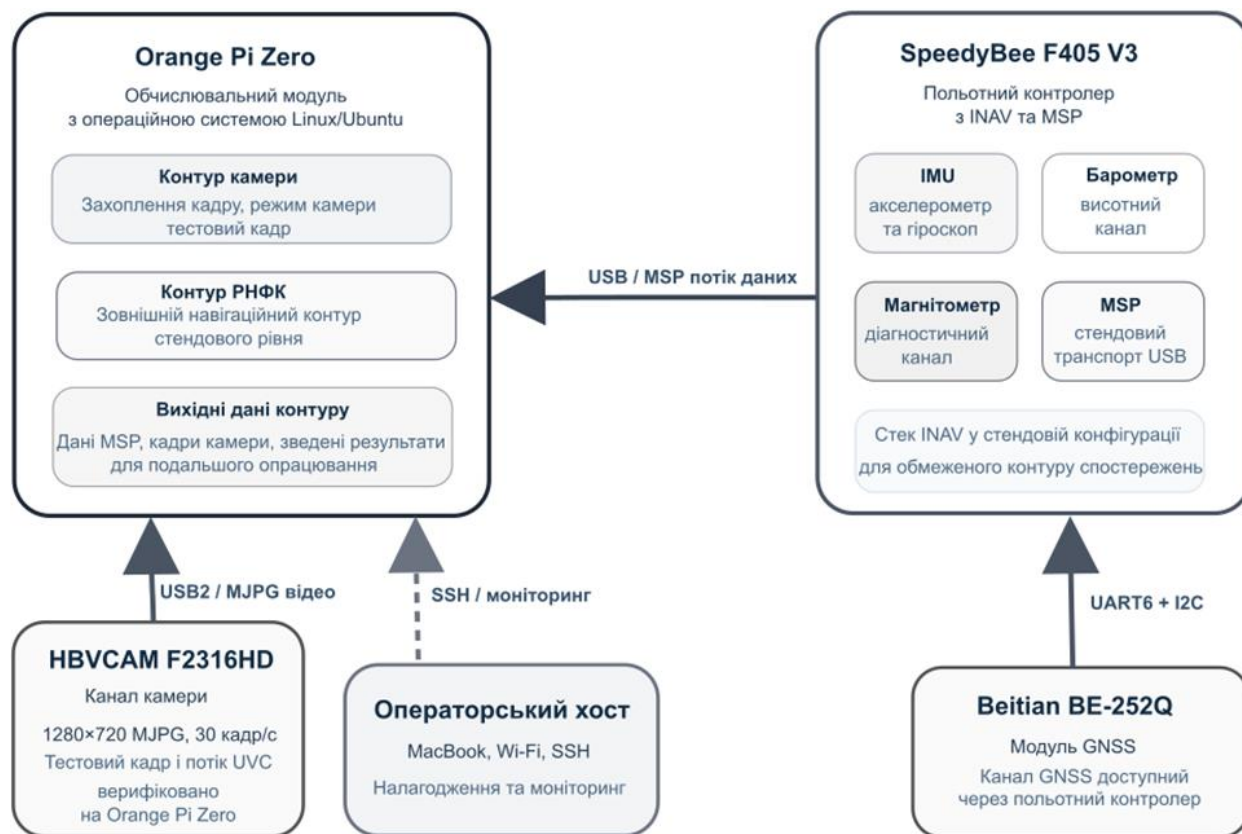 Orange Pi Zero
Обчислювальний модуль
з операційною системою Linux/Ubuntu
Контур камери
Захоплення кадру, режим камери
тестовий кадр
Контур РНФК
Зовнішній навігаційний контур
стендового рівня
Вихідні дані контуру
Дані MSP, кадри камери, зведені результати
для подальшого опрацювання
USB / MSP потік даних
SpeedyBee F405 V3
Польотний контролер
з INAV та MSP
IMU
акселерометр
та гіроскоп
Барометр
висотний
канал
Магнітометр
діагностичний
канал
MSP
стендовий
транспорт USB
Стек INAV у стендовій конфігурації
для обмеженого контуру спостережень
USB2 / MJPG відео
SSH / моніторинг
UART6 + I2C
HBVCAM F2316HD
Канал камери
1280×720 MJPG, 30 кадр/с
Тестовий кадр і потік UVC
верифіковано
на Orange Pi Zero
Операторський хост
MacBook, Wi-Fi, SSH
Налагодження та моніторинг
Beitian BE-252Q
Модуль GNSS
Канал GNSS доступний
через польотний контролер